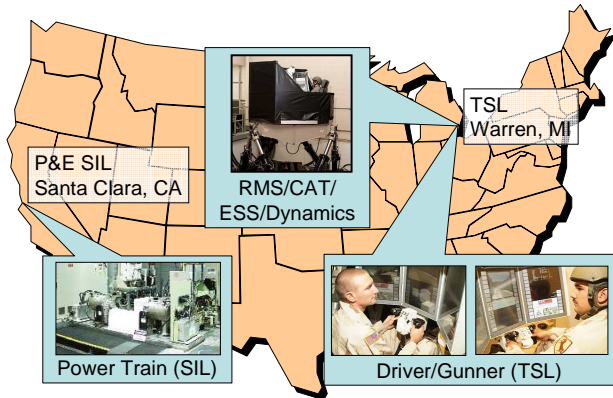 TSL
Warren, MI
P&E SIL
Santa Clara, CA
RMS/CAT/
ESS/Dynamics
Power Train (SIL)
Driver/Gunner (TSL)